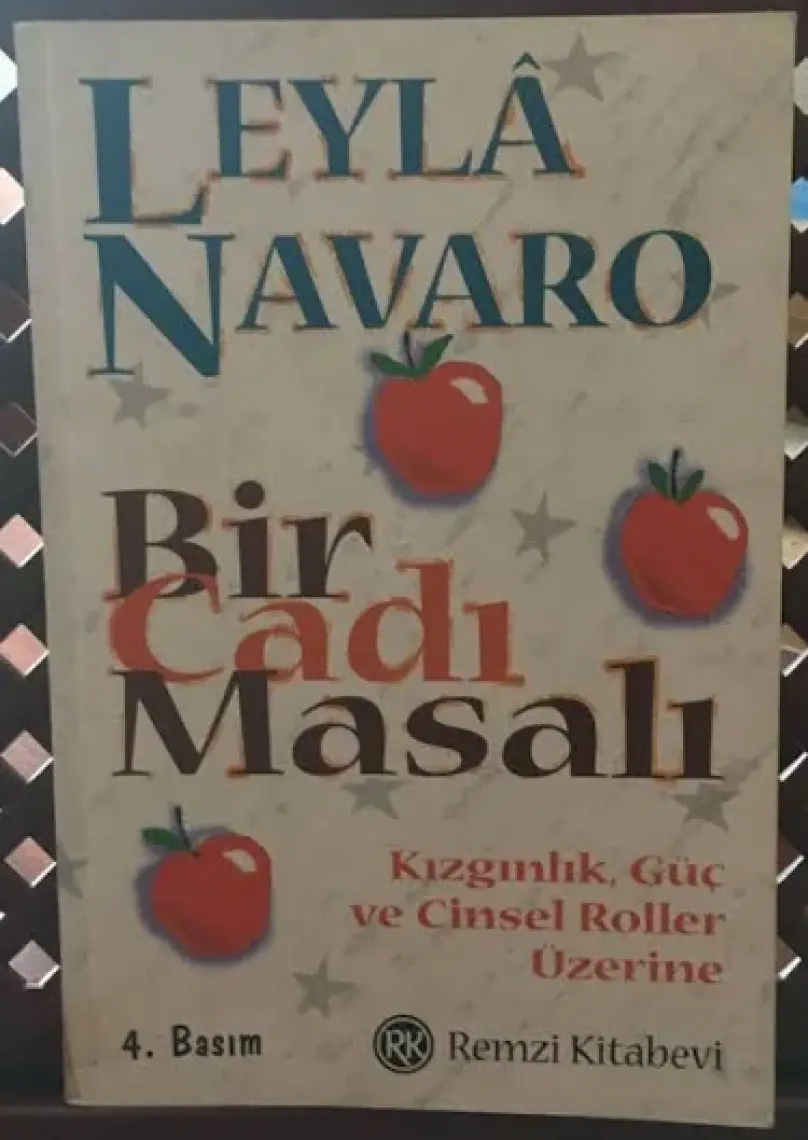 LEYLÂ
NAVARO
Bir
Cadı
Masalı
Kızgınlık, Güç
ve Cinsel Roller
Üzerine
4. Basım
RK Remzi Kitabevi